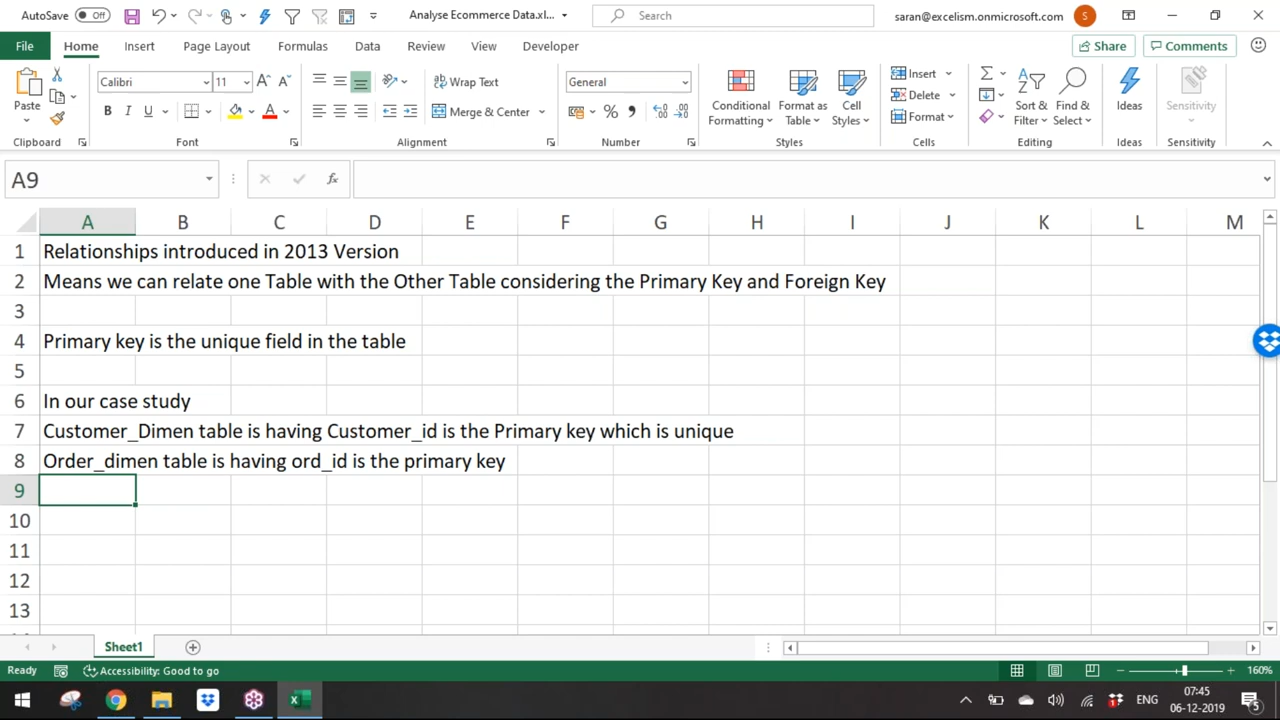 AutoSave Off Analyse Ecommerce Data.xl... Search saran@excelism.onmicrosoft.com S
File Home Insert Page Layout Formulas Data Review View Developer Share Comments
Paste Calibri 11 B I U A Wrap Text Merge & Center General % Conditional Formatting Format as Table Cell Styles Insert Delete Format Sort & Filter Find & Select Ideas Sensitivity
Clipboard Font Alignment Number Styles Cells Editing Ideas Sensitivity
A9 fx
A B C D E F G H I J K L M
1 Relationships introduced in 2013 Version
2 Means we can relate one Table with the Other Table considering the Primary Key and Foreign Key
3
4 Primary key is the unique field in the table
5
6 In our case study
7 Customer_Dimen table is having Customer_id is the Primary key which is unique
8 Order_dimen table is having ord_id is the primary key
9
10
11
12
13
Sheet1
Ready Accessibility: Good to go 160%
ENG 07:45
06-12-2019 5